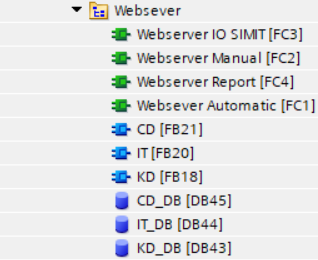 Websever
Webserver IO SIMIT [FC3]
Webserver Manual [FC2]
Webserver Report [FC4]
Websever Automatic [FC1]
CD [FB21]
IT [FB20]
KD [FB18]
CD_DB [DB45]
IT_DB [DB44]
KD_DB [DB43]